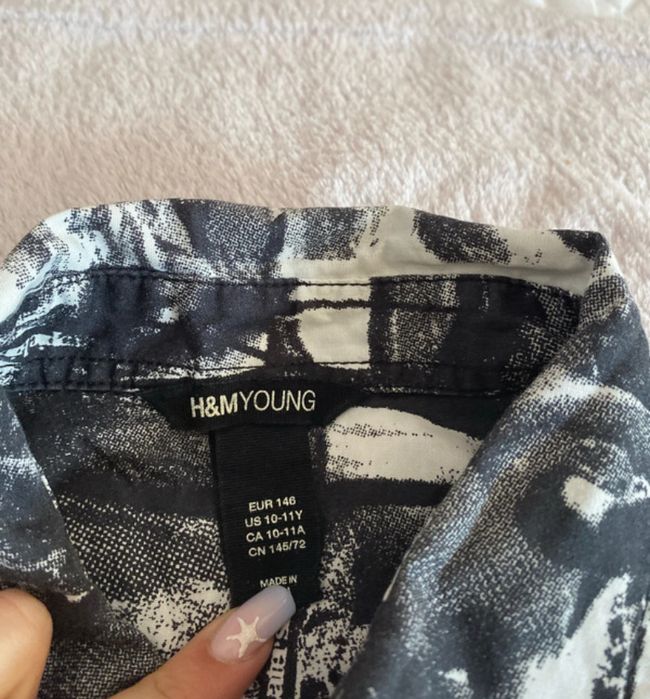 H&MYOUNG
EUR 146
US 10-11Y
CA 10-11A
CN 145/72
MADE IN